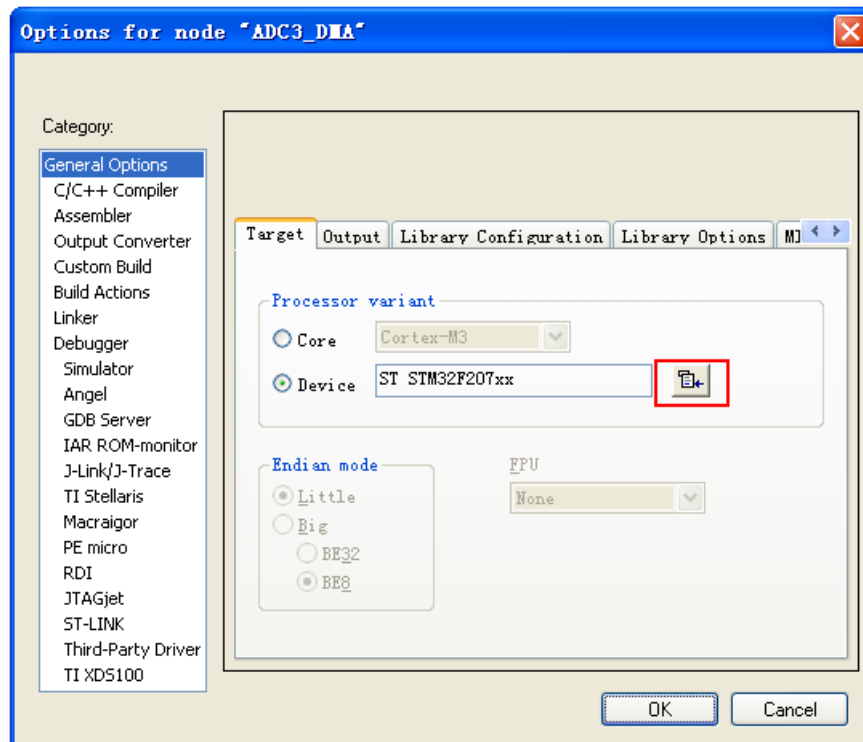 Options for node "ADC3_DMA"
Category:
General Options
C/C++ Compiler
Assembler
Output Converter
Custom Build
Build Actions
Linker
Debugger
Simulator
Angel
GDB Server
IAR ROM-monitor
J-Link/J-Trace
TI Stellaris
Macraigor
PE micro
RDI
JTAGjet
ST-LINK
Third-Party Driver
TI XDS100
Target Output Library Configuration Library Options MI
Processor variant
Core Cortex-M3
Device ST STM32F207xx
Endian mode FPU
Little None
Big
BE32
BE8
OK Cancel